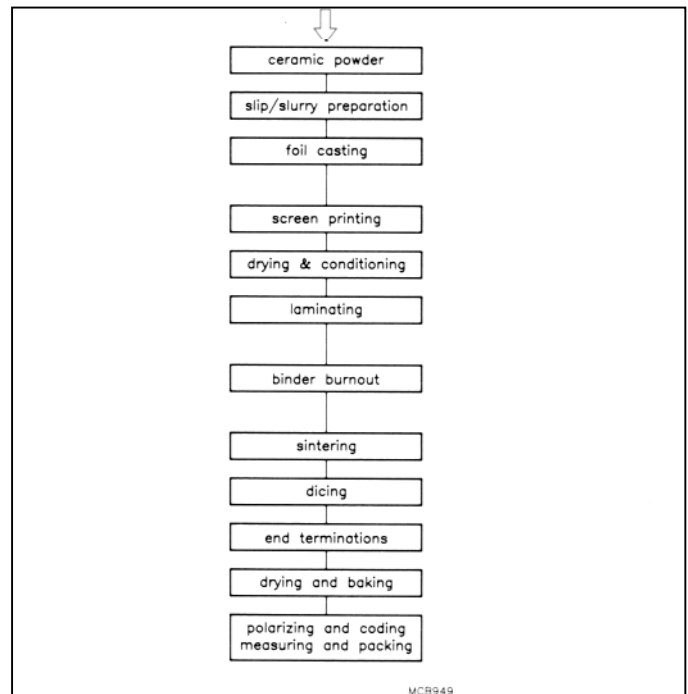 ceramic powder
slip/slurry preparation
foil casting
screen printing
drying & conditioning
laminating
binder burnout
sintering
dicing
end terminations
drying and baking
polarizing and coding
measuring and packing
MCB949